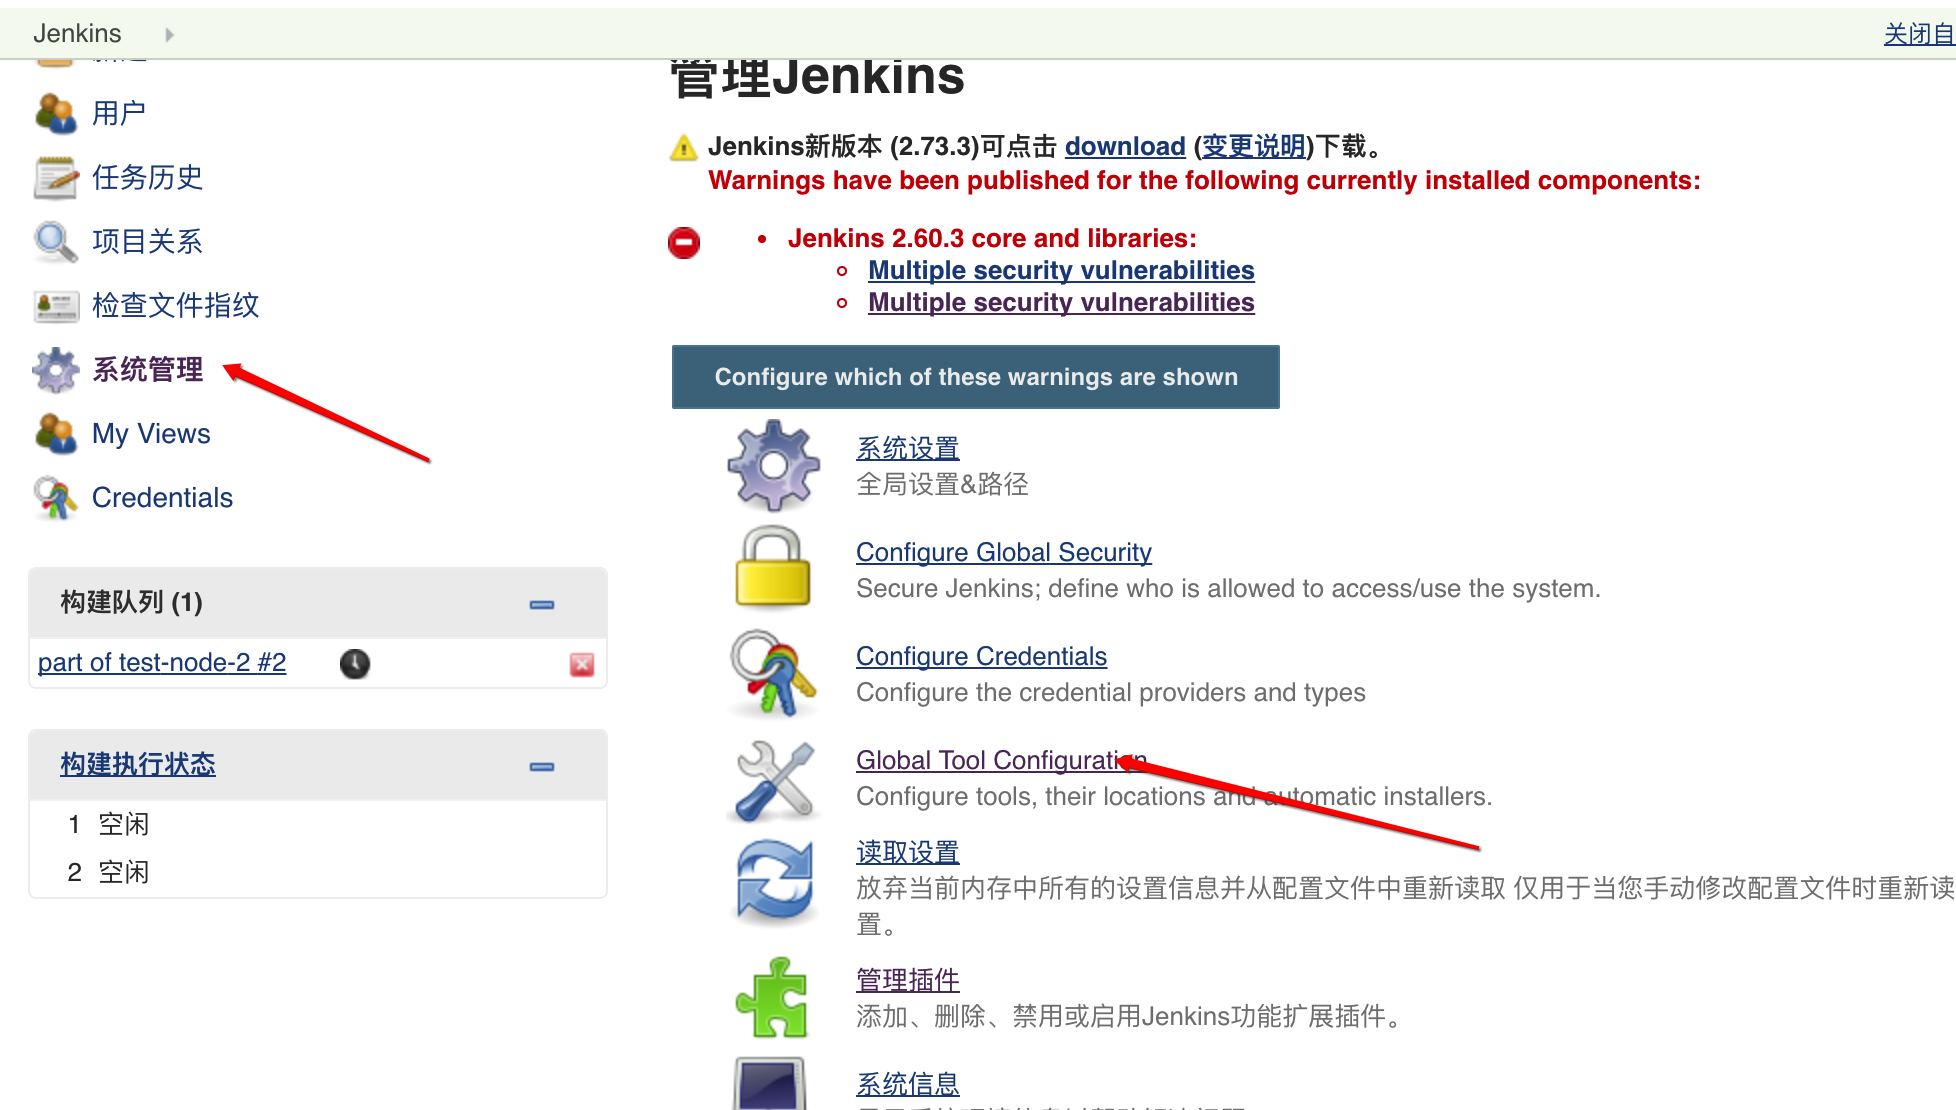 Jenkins
关闭自
新建
用户
任务历史
项目关系
检查文件指纹
系统管理
My Views
Credentials
构建队列 (1)
part of test-node-2 #2
构建执行状态
1 空闲
2 空闲
管理Jenkins
Jenkins新版本 (2.73.3)可点击 download (变更说明)下载。
Warnings have been published for the following currently installed components:
Jenkins 2.60.3 core and libraries:
Multiple security vulnerabilities
Multiple security vulnerabilities
Configure which of these warnings are shown
系统设置
全局设置&路径
Configure Global Security
Secure Jenkins; define who is allowed to access/use the system.
Configure Credentials
Configure the credential providers and types
Global Tool Configuration
Configure tools, their locations and automatic installers.
读取设置
放弃当前内存中所有的设置信息并从配置文件中重新读取 仅用于当您手动修改配置文件时重新读
置。
管理插件
添加、删除、禁用或启用Jenkins功能扩展插件。
系统信息